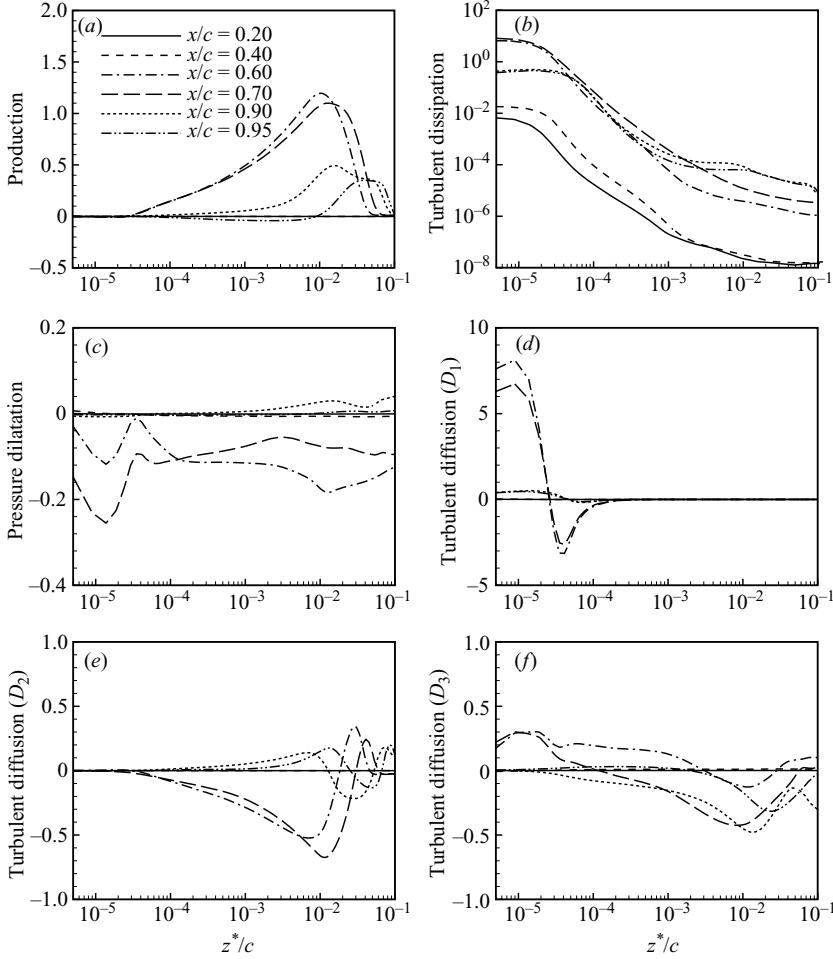 (a)
x/c = 0.20
x/c = 0.40
x/c = 0.60
x/c = 0.70
x/c = 0.90
x/c = 0.95
Production
2.0
1.5
1.0
0.5
0
–0.5
10⁻⁵ 10⁻⁴ 10⁻³ 10⁻² 10⁻¹
(b)
Turbulent dissipation
10²
10⁰
10⁻²
10⁻⁴
10⁻⁶
10⁻⁸
10⁻⁵ 10⁻⁴ 10⁻³ 10⁻² 10⁻¹
(c)
Pressure dilatation
0.2
0
–0.2
–0.4
10⁻⁵ 10⁻⁴ 10⁻³ 10⁻² 10⁻¹
(d)
Turbulent diffusion (D₁)
10
5
0
–5
10⁻⁵ 10⁻⁴ 10⁻³ 10⁻² 10⁻¹
(e)
Turbulent diffusion (D₂)
1.0
0.5
0
–0.5
–1.0
10⁻⁵ 10⁻⁴ 10⁻³ 10⁻² 10⁻¹
z*/c
(f)
Turbulent diffusion (D₃)
1.0
0.5
0
–0.5
–1.0
10⁻⁵ 10⁻⁴ 10⁻³ 10⁻² 10⁻¹
z*/c